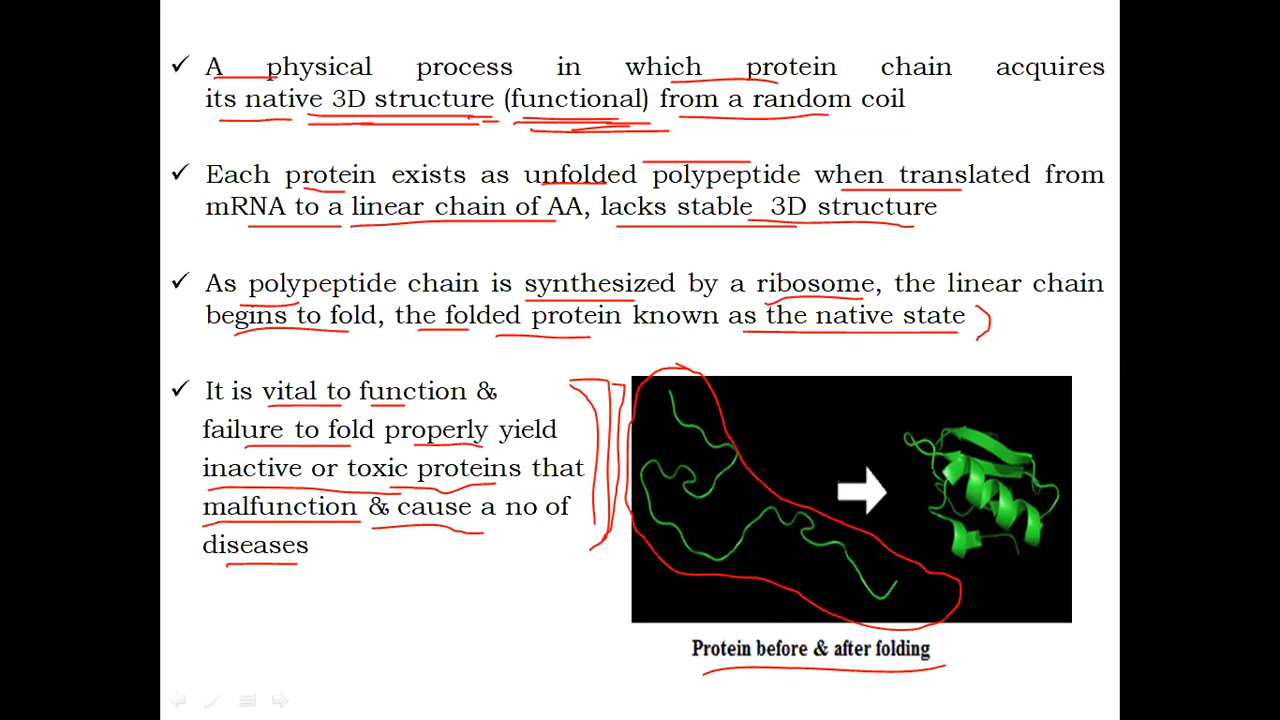 A physical process in which protein chain acquires
its native 3D structure (functional) from a random coil
Each protein exists as unfolded polypeptide when translated from
mRNA to a linear chain of AA, lacks stable 3D structure
As polypeptide chain is synthesized by a ribosome, the linear chain
begins to fold, the folded protein known as the native state
It is vital to function &
failure to fold properly yield
inactive or toxic proteins that
malfunction & cause a no of
diseases
Protein before & after folding